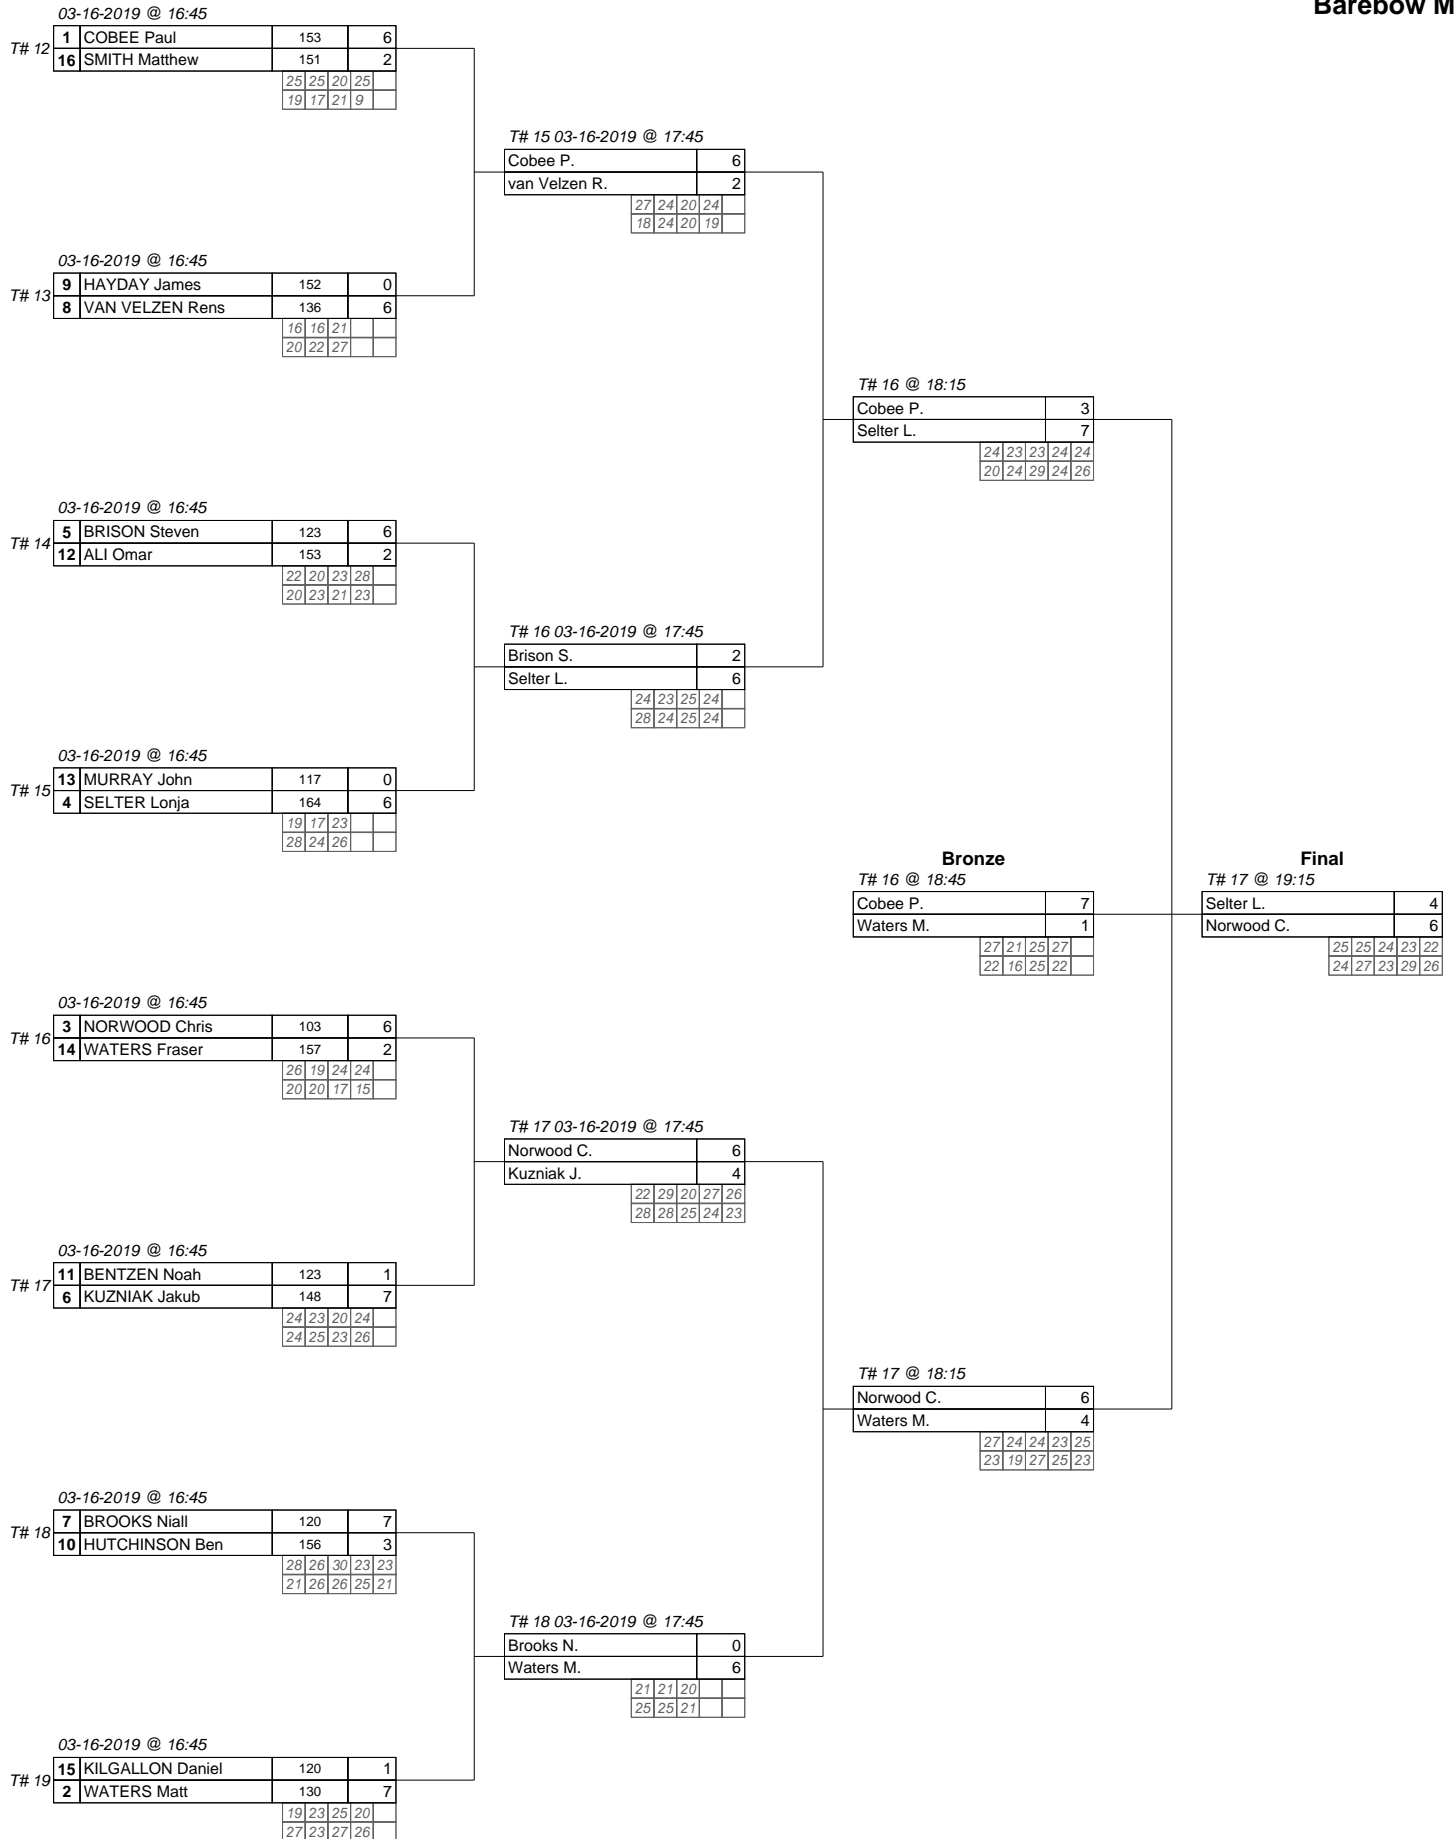 Barebow M
03-16-2019 @ 16:45
T# 12
1 COBEE Paul 153 6
16 SMITH Matthew 151 2
25 25 20 25
19 17 21 9
T# 15 03-16-2019 @ 17:45
Cobee P. 6
van Velzen R. 2
27 24 20 24
18 24 20 19
03-16-2019 @ 16:45
T# 13
9 HAYDAY James 152 0
8 VAN VELZEN Rens 136 6
16 16 21
20 22 27
T# 16 @ 18:15
Cobee P. 3
Selter L. 7
24 23 23 24 24
20 24 29 24 26
03-16-2019 @ 16:45
T# 14
5 BRISON Steven 123 6
12 ALI Omar 153 2
22 20 23 28
20 23 21 23
T# 16 03-16-2019 @ 17:45
Brison S. 2
Selter L. 6
24 23 25 24
28 24 25 24
03-16-2019 @ 16:45
T# 15
13 MURRAY John 117 0
4 SELTER Lonja 164 6
19 17 23
28 24 26
Bronze
T# 16 @ 18:45
Cobee P. 7
Waters M. 1
27 21 25 27
22 16 25 22
Final
T# 17 @ 19:15
Selter L. 4
Norwood C. 6
25 25 24 23 22
24 27 23 29 26
03-16-2019 @ 16:45
T# 16
3 NORWOOD Chris 103 6
14 WATERS Fraser 157 2
26 19 24 24
20 20 17 15
T# 17 03-16-2019 @ 17:45
Norwood C. 6
Kuzniak J. 4
22 29 20 27 26
28 28 25 24 23
03-16-2019 @ 16:45
T# 17
11 BENTZEN Noah 123 1
6 KUZNIAK Jakub 148 7
24 23 20 24
24 25 23 26
T# 17 @ 18:15
Norwood C. 6
Waters M. 4
27 24 24 23 25
23 19 27 25 23
03-16-2019 @ 16:45
T# 18
7 BROOKS Niall 120 7
10 HUTCHINSON Ben 156 3
28 26 30 23 23
21 26 26 25 21
T# 18 03-16-2019 @ 17:45
Brooks N. 0
Waters M. 6
21 21 20
25 25 21
03-16-2019 @ 16:45
T# 19
15 KILGALLON Daniel 120 1
2 WATERS Matt 130 7
19 23 25 20
27 23 27 26